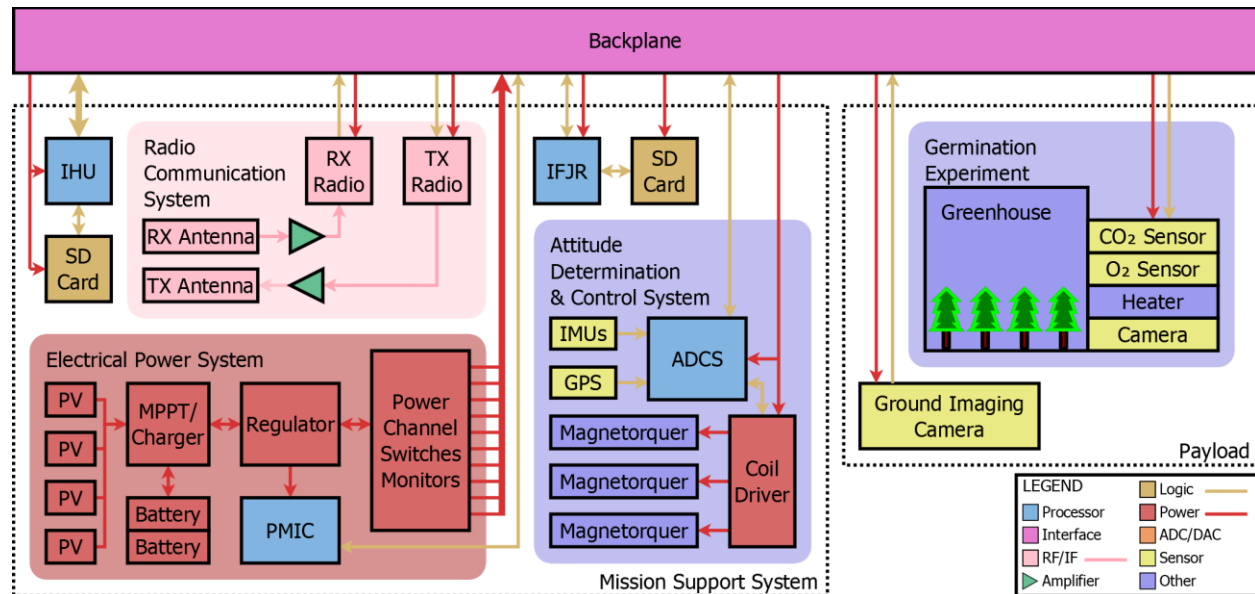 Backplane
IHU
SD
Card
Radio
Communication
System
RX
Radio
TX
Radio
RX Antenna
TX Antenna
IFJR
SD
Card
Attitude
Determination
& Control System
IMUs
GPS
ADCS
Magnetorquer
Magnetorquer
Magnetorquer
Coil
Driver
Electrical Power System
PV
PV
PV
PV
MPPT/
Charger
Battery
Battery
Regulator
PMIC
Power
Channel
Switches
Monitors
Mission Support System
Germination
Experiment
Greenhouse
CO₂ Sensor
O₂ Sensor
Heater
Camera
Ground Imaging
Camera
Payload
LEGEND
Processor
Interface
RF/IF
Amplifier
Logic
Power
ADC/DAC
Sensor
Other